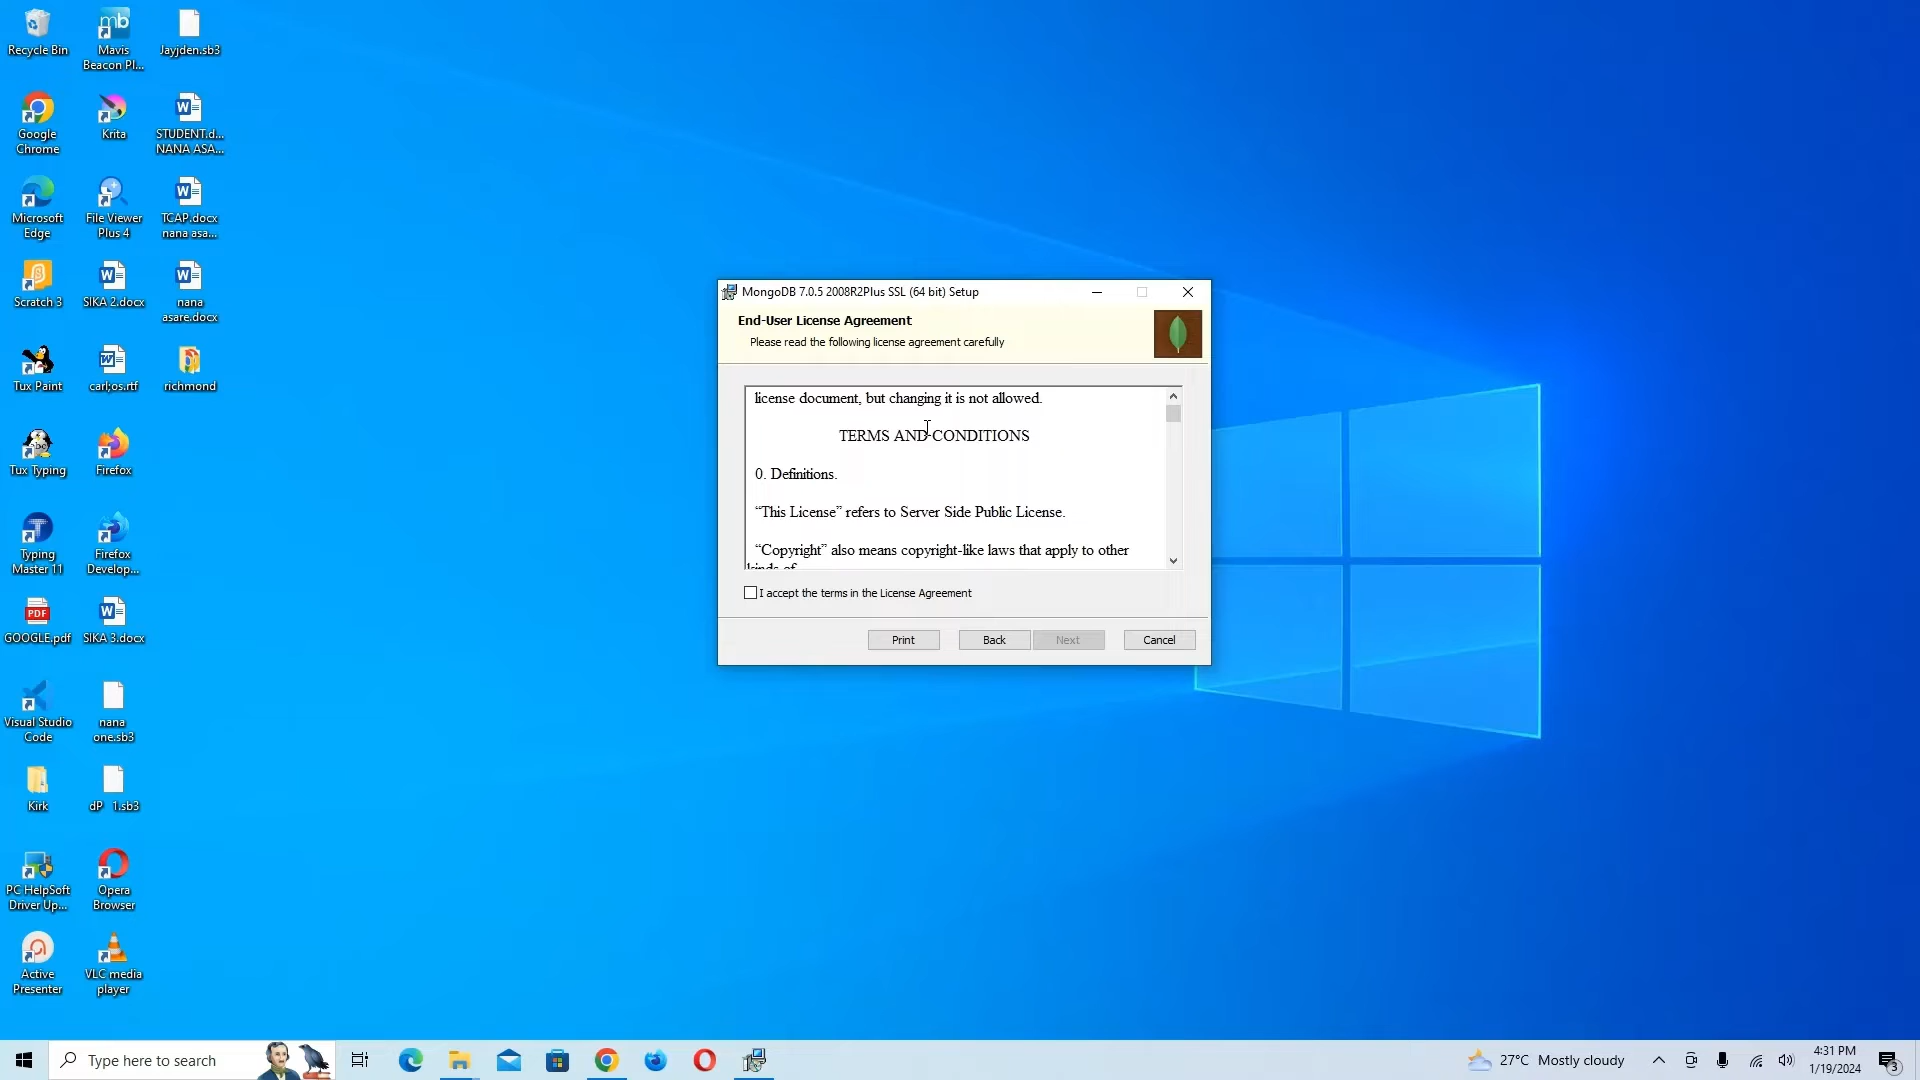 Recycle Bin
Mavis
Beacon Pl...
Jayjden.sb3
Google
Chrome
Krita
STUDENT.d...
NANA ASA...
Microsoft
Edge
File Viewer
Plus 4
TCAP.docx
nana asa...
Scratch 3
SIKA 2.docx
nana
asare.docx
Tux Paint
carl;os.rtf
richmond
Tux Typing
Firefox
Typing
Master 11
Firefox
Develop...
PDF
GOOGLE.pdf
SIKA 3.docx
Visual Studio
Code
nana
one.sb3
Kirk
dP 1.sb3
PC HelpSoft
Driver Up...
Opera
Browser
Active
Presenter
VLC media
player
MongoDB 7.0.5 2008R2Plus SSL (64 bit) Setup
End-User License Agreement
Please read the following license agreement carefully
license document, but changing it is not allowed.
TERMS AND CONDITIONS
0. Definitions.
“This License” refers to Server Side Public License.
“Copyright” also means copyright-like laws that apply to other
kinds of
I accept the terms in the License Agreement
Print
Back
Next
Cancel
Type here to search
27°C Mostly cloudy
4:31 PM
1/19/2024
3